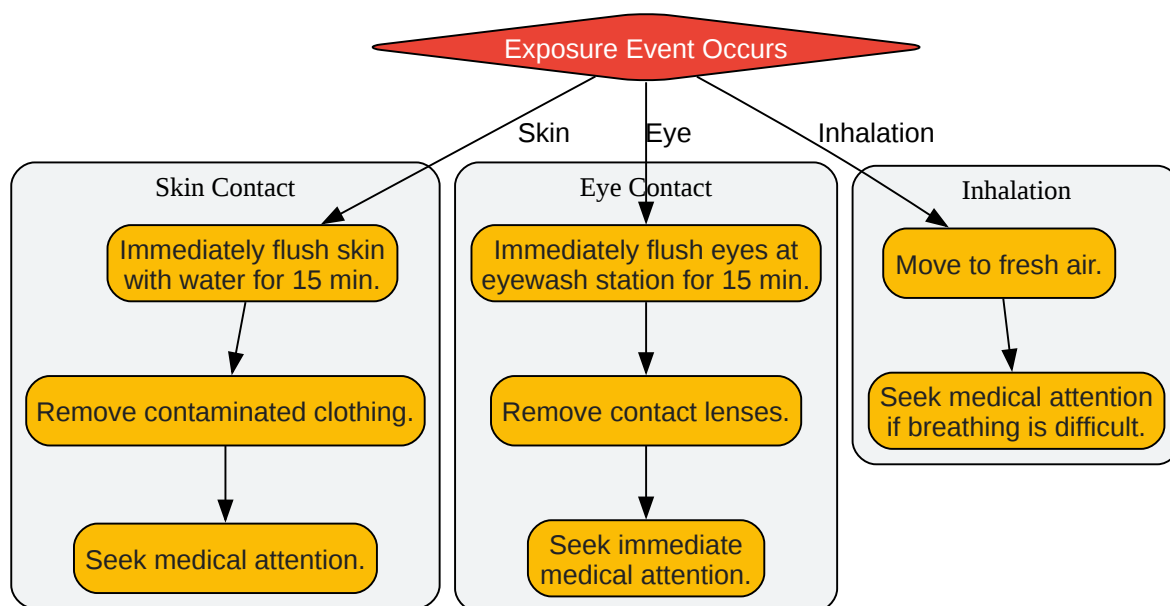 Exposure Event Occurs
Skin
Eye
Inhalation
Skin Contact
Immediately flush skin
with water for 15 min.
Remove contaminated clothing.
Seek medical attention.
Eye Contact
Immediately flush eyes at
eyewash station for 15 min.
Remove contact lenses.
Seek immediate
medical attention.
Inhalation
Move to fresh air.
Seek medical attention
if breathing is difficult.